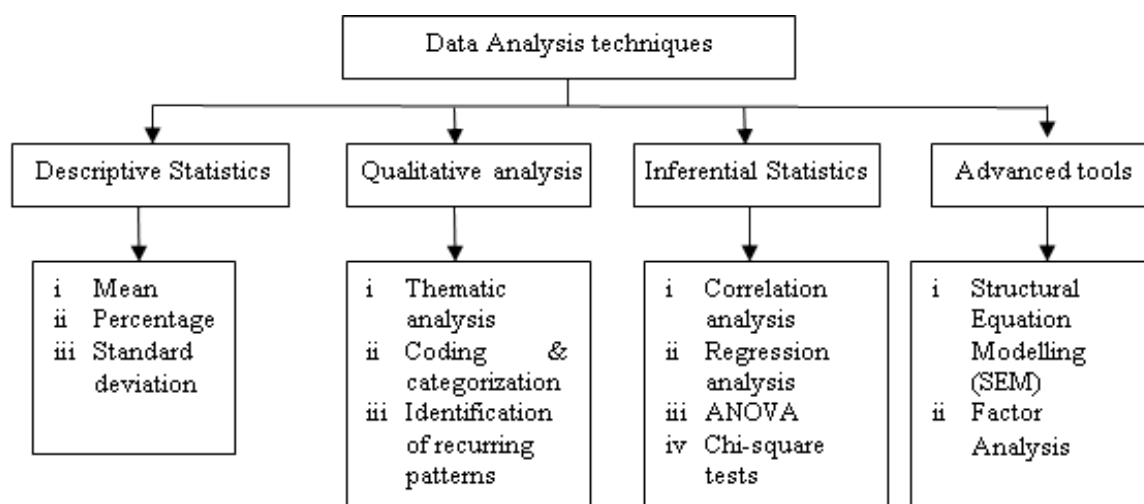 Data Analysis techniques
Descriptive Statistics
Qualitative analysis
Inferential Statistics
Advanced tools
i Mean
ii Percentage
iii Standard
deviation
i Thematic
analysis
ii Coding &
categorization
iii Identification
of recurring
patterns
i Correlation
analysis
ii Regression
analysis
iii ANOVA
iv Chi-square
tests
i Structural
Equation
Modelling
(SEM)
ii Factor
Analysis